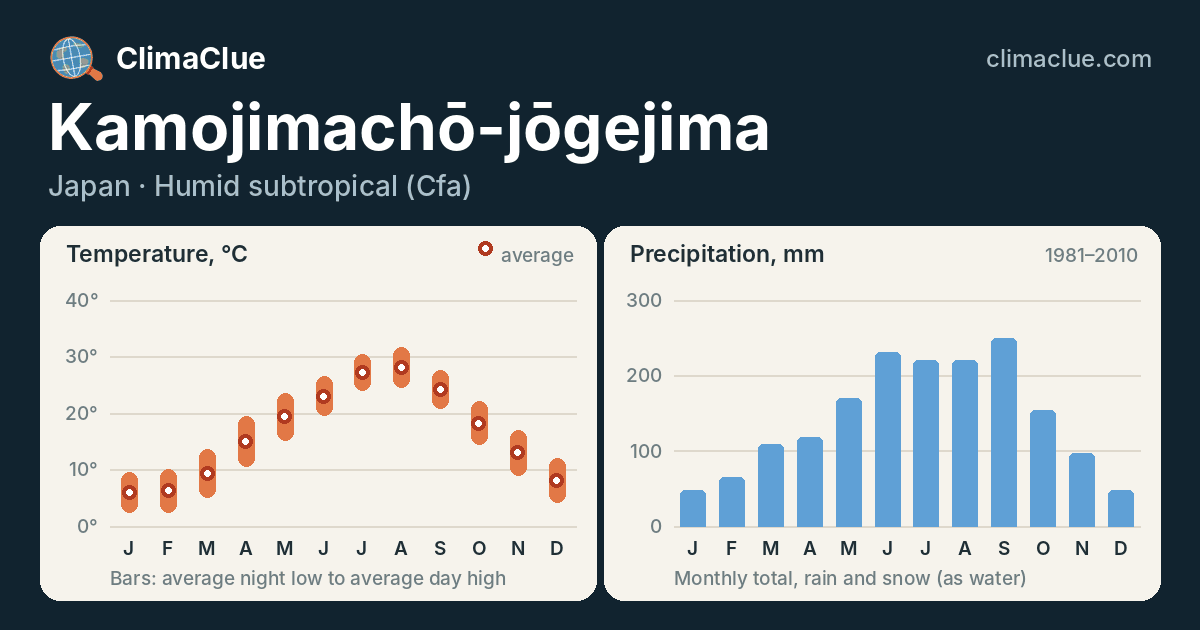 ClimaClue
climaclue.com
Kamojimachō-jōgejima
Japan · Humid subtropical (Cfa)
Temperature, °C
average
40°
30°
20°
10°
0°
J F M A M J J A S O N D
Bars: average night low to average day high
Precipitation, mm
1981–2010
300
200
100
0
J F M A M J J A S O N D
Monthly total, rain and snow (as water)